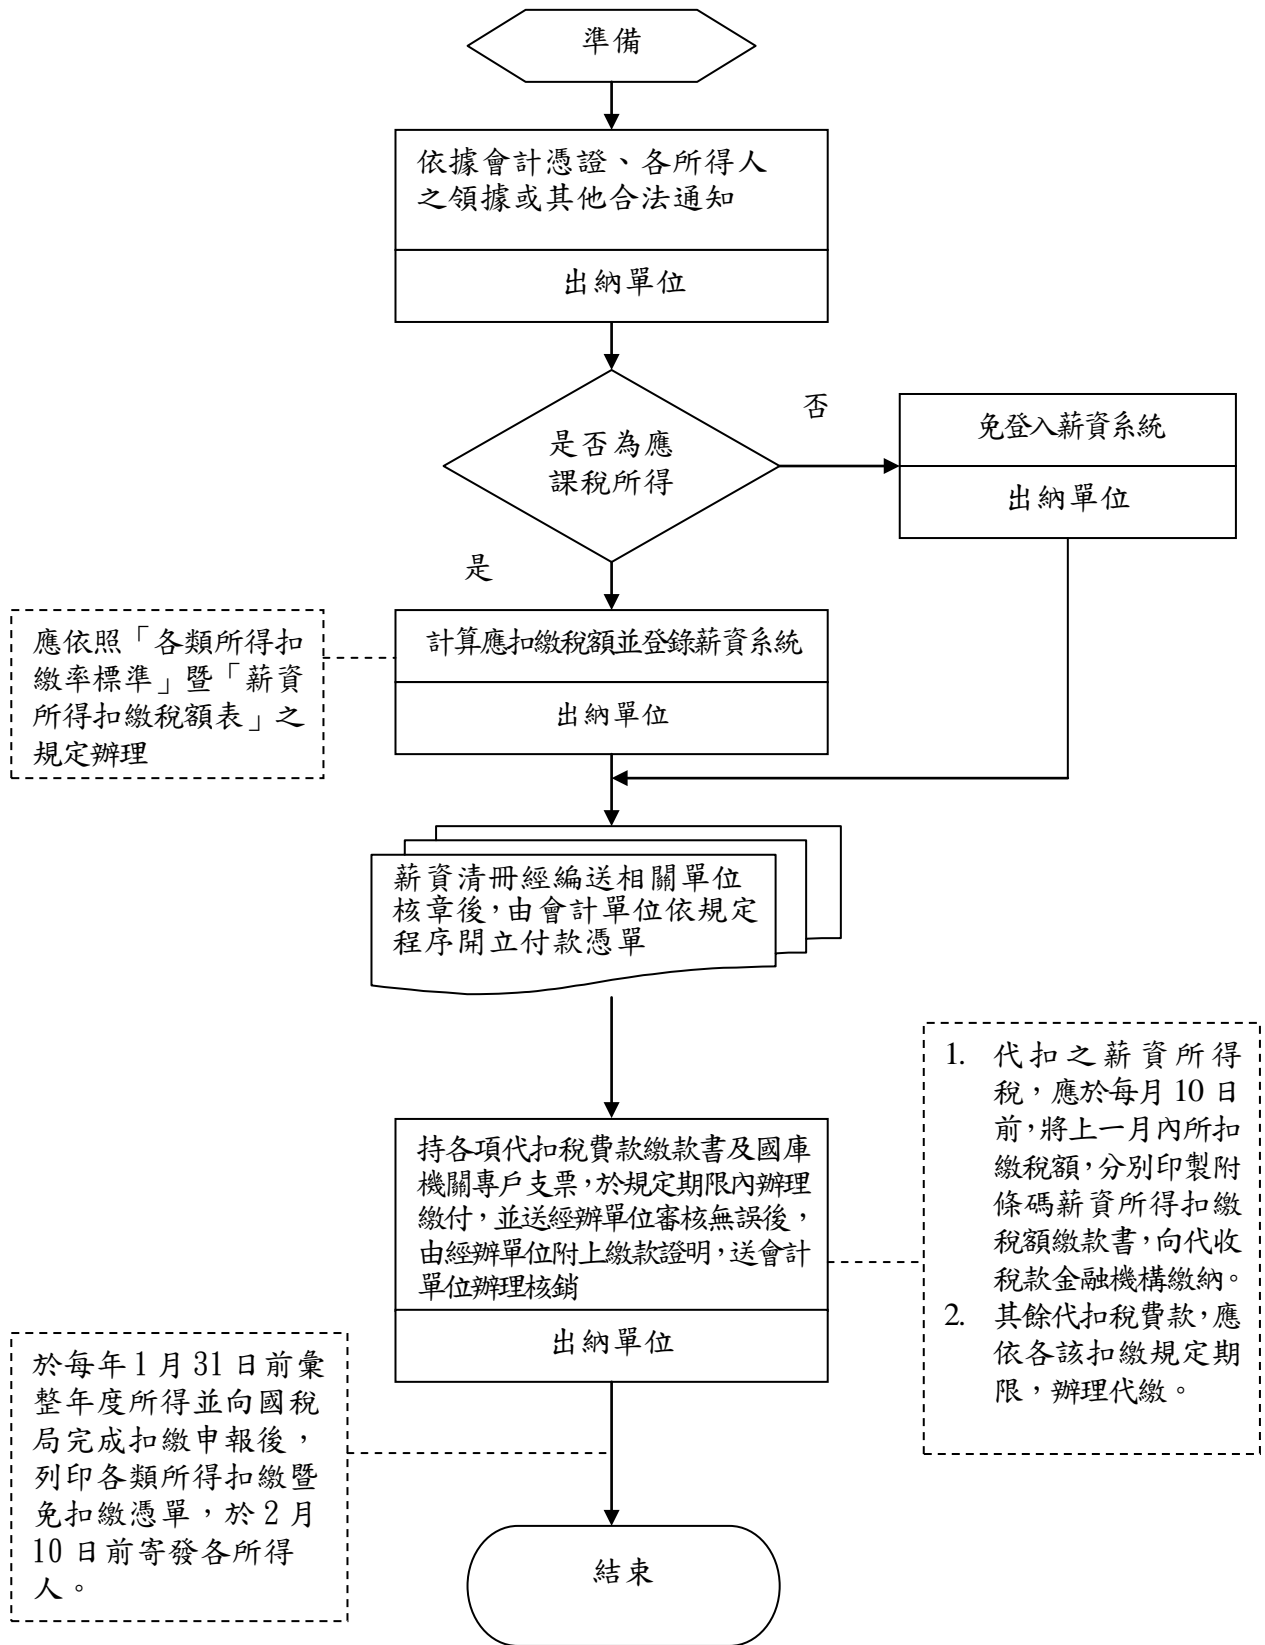 準備
依據會計憑證、各所得人
之領據或其他合法通知
出納單位
是否為應
課稅所得
否
免登入薪資系統
出納單位
是
應依照「各類所得扣
繳率標準」暨「薪資
所得扣繳稅額表」之
規定辦理
計算應扣繳稅額並登錄薪資系統
出納單位
薪資清冊經編送相關單位
核章後，由會計單位依規定
程序開立付款憑單
持各項代扣稅費款繳款書及國庫
機關專戶支票，於規定期限內辦理
繳付，並送經辦單位審核無誤後，
由經辦單位附上繳款證明，送會計
單位辦理核銷
出納單位
1. 代扣之薪資所得
稅，應於每月 10 日
前，將上一月內所扣
繳稅額，分別印製附
條碼薪資所得扣繳
稅額繳款書，向代收
稅款金融機構繳納。
2. 其餘代扣稅費款，應
依各該扣繳規定期
限，辦理代繳。
於每年 1 月 31 日前彙
整年度所得並向國稅
局完成扣繳申報後，
列印各類所得扣繳暨
免扣繳憑單，於 2 月
10 日前寄發各所得
人。
結束